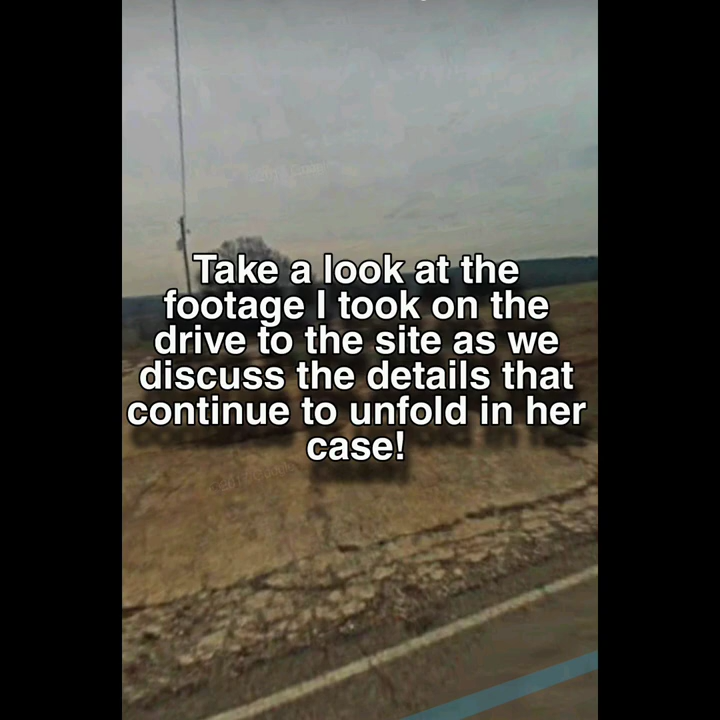 Take a look at the
footage I took on the
drive to the site as we
discuss the details that
continue to unfold in her
case!